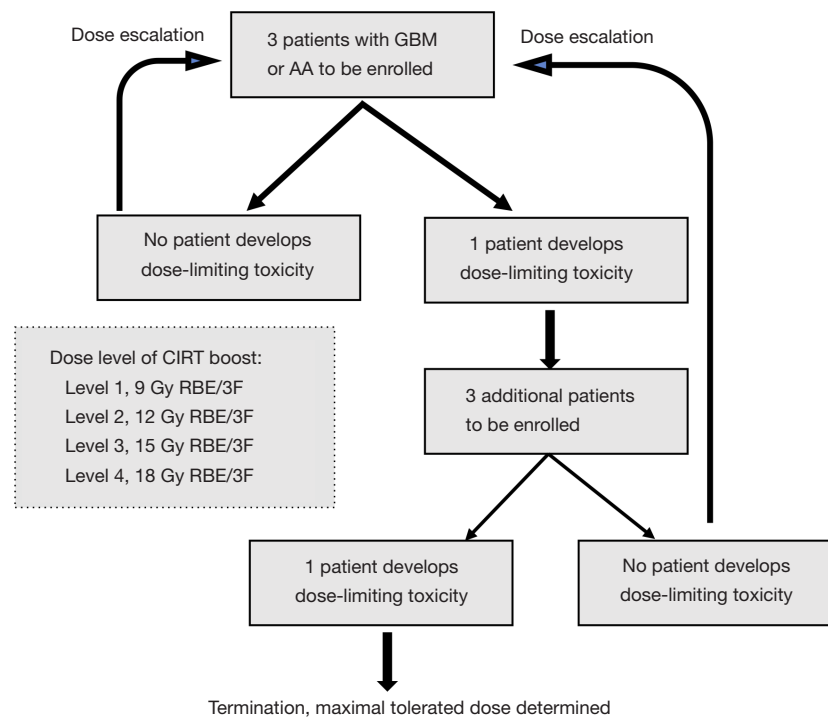 Dose escalation
3 patients with GBM
or AA to be enrolled
Dose escalation
No patient develops
dose-limiting toxicity
1 patient develops
dose-limiting toxicity
Dose level of CIRT boost:
Level 1, 9 Gy RBE/3F
Level 2, 12 Gy RBE/3F
Level 3, 15 Gy RBE/3F
Level 4, 18 Gy RBE/3F
3 additional patients
to be enrolled
1 patient develops
dose-limiting toxicity
No patient develops
dose-limiting toxicity
Termination, maximal tolerated dose determined